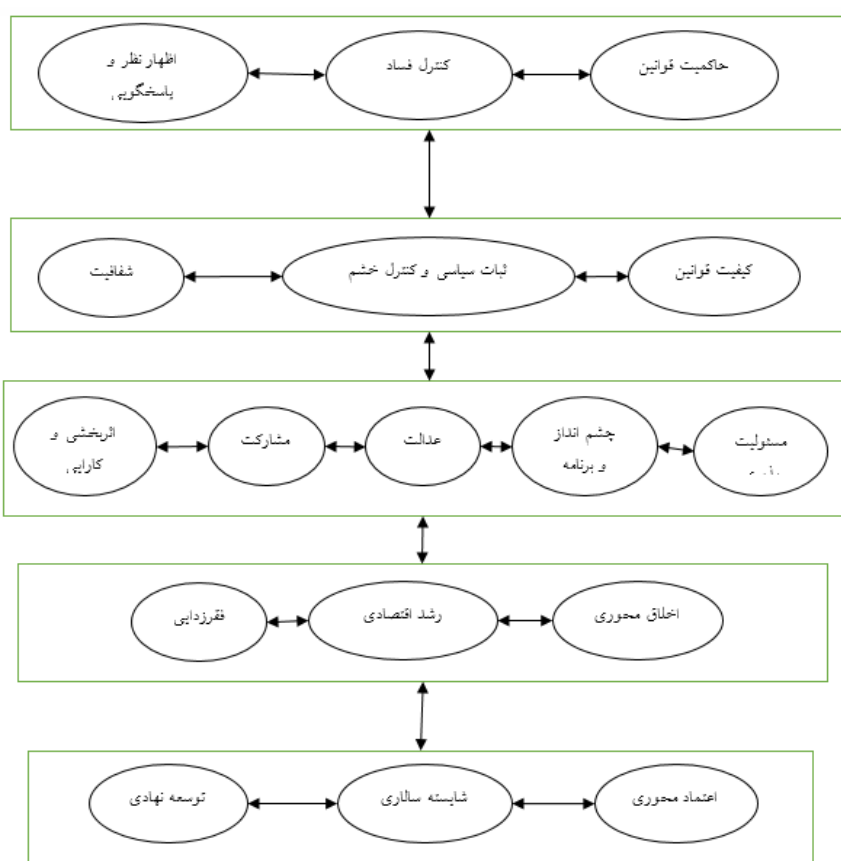 حاکمیت قوانین
کنترل فساد
اظهار نظر و
پاسخگویی
کیفیت قوانین
ثبات سیاسی و کنترل خشم
شفافیت
مسئولیت
چشم انداز
و برنامه
عدالت
مشارکت
اثربخشی و
کارایی
اخلاق محوری
رشد اقتصادی
فقرزدایی
اعتماد محوری
شایسته سالاری
توسعه نهادی